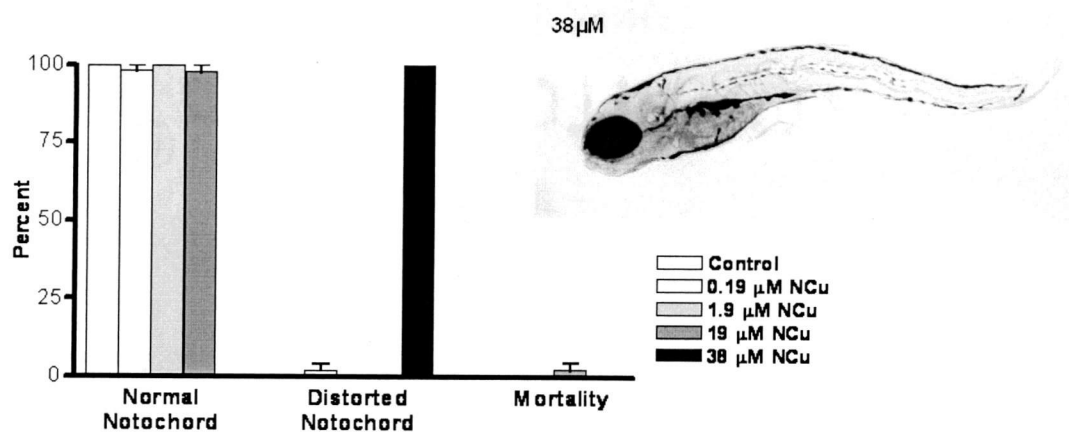 38µM
100
75
50
25
0
Percent
Normal
Notochord
Distorted
Notochord
Mortality
Control
0.19 µM NCu
1.9 µM NCu
19 µM NCu
38 µM NCu